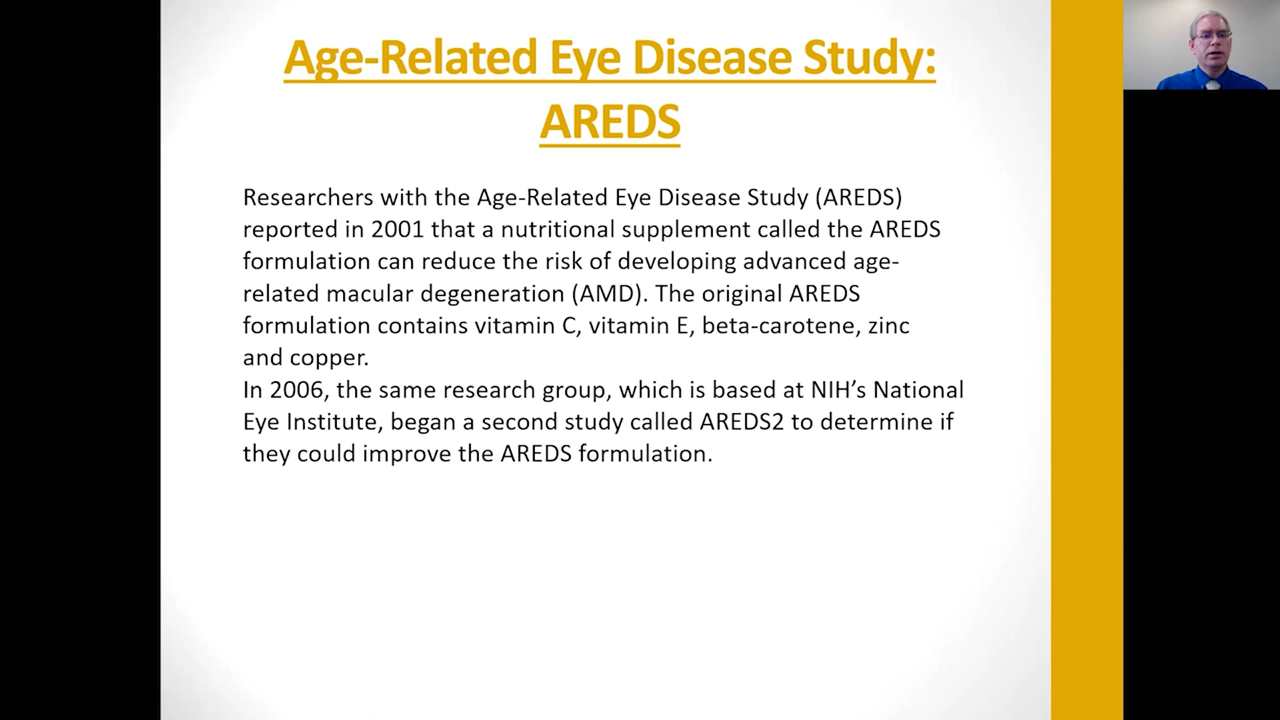 Age-Related Eye Disease Study:
AREDS
Researchers with the Age-Related Eye Disease Study (AREDS)
reported in 2001 that a nutritional supplement called the AREDS
formulation can reduce the risk of developing advanced age-
related macular degeneration (AMD). The original AREDS
formulation contains vitamin C, vitamin E, beta-carotene, zinc
and copper.
In 2006, the same research group, which is based at NIH’s National
Eye Institute, began a second study called AREDS2 to determine if
they could improve the AREDS formulation.